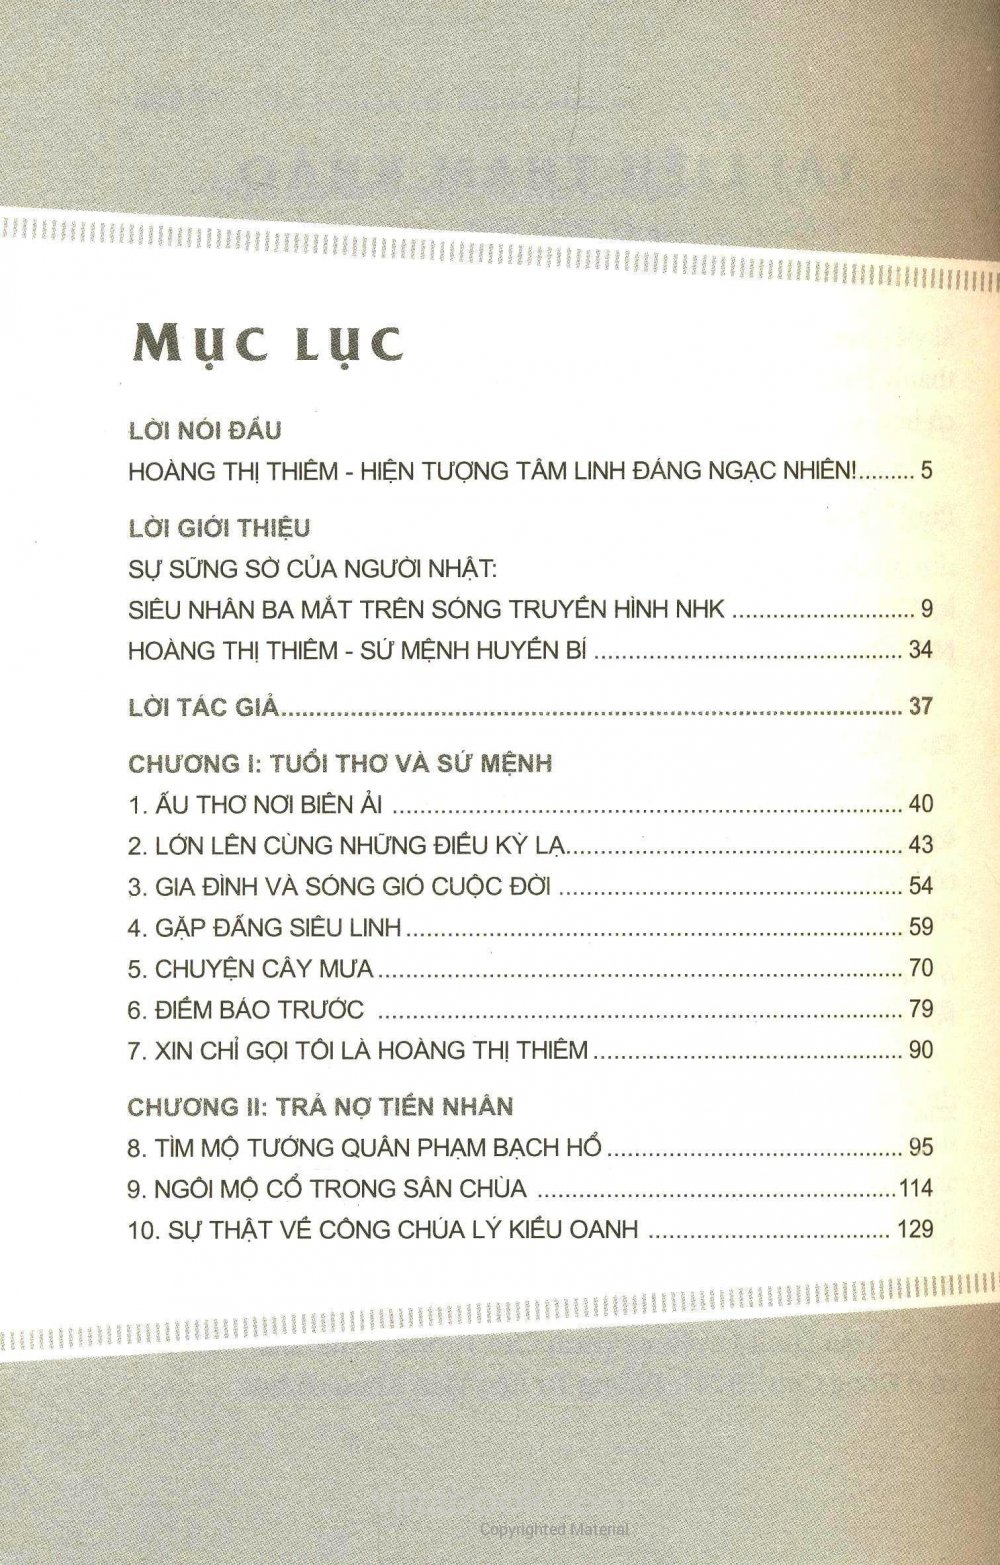 MỤC LỤC
LỜI NÓI ĐẦU
HOÀNG THỊ THIÊM - HIỆN TƯỢNG TÂM LINH ĐÁNG NGẠC NHIÊN!......... 5
LỜI GIỚI THIỆU
SỰ SỮNG SỜ CỦA NGƯỜI NHẬT:
SIÊU NHÂN BA MẮT TRÊN SÓNG TRUYỀN HÌNH NHK ........................... 9
HOÀNG THỊ THIÊM - SỨ MỆNH HUYỀN BÍ ............................................. 34
LỜI TÁC GIẢ.......................................................................................... 37
CHƯƠNG I: TUỔI THƠ VÀ SỨ MỆNH
1. ẤU THƠ NƠI BIÊN ẢI .......................................................................... 40
2. LỚN LÊN CÙNG NHỮNG ĐIỀU KỲ LẠ................................................. 43
3. GIA ĐÌNH VÀ SÓNG GIÓ CUỘC ĐỜI .................................................. 54
4. GẶP ĐẤNG SIÊU LINH........................................................................ 59
5. CHUYỆN CÂY MƯA............................................................................ 70
6. ĐIỀM BÁO TRƯỚC ............................................................................ 79
7. XIN CHỈ GỌI TÔI LÀ HOÀNG THỊ THIÊM............................................. 90
CHƯƠNG II: TRẢ NỢ TIỀN NHÂN
8. TÌM MỘ TƯỚNG QUÂN PHẠM BẠCH HỔ........................................... 95
9. NGÔI MỘ CỔ TRONG SÂN CHÙA .....................................................114
10. SỰ THẬT VỀ CÔNG CHÚA LÝ KIỀU OANH ................................... 129
Copyrighted Material